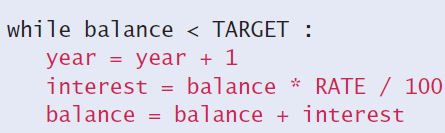 while balance < TARGET :
   year = year + 1
   interest = balance * RATE / 100
   balance = balance + interest